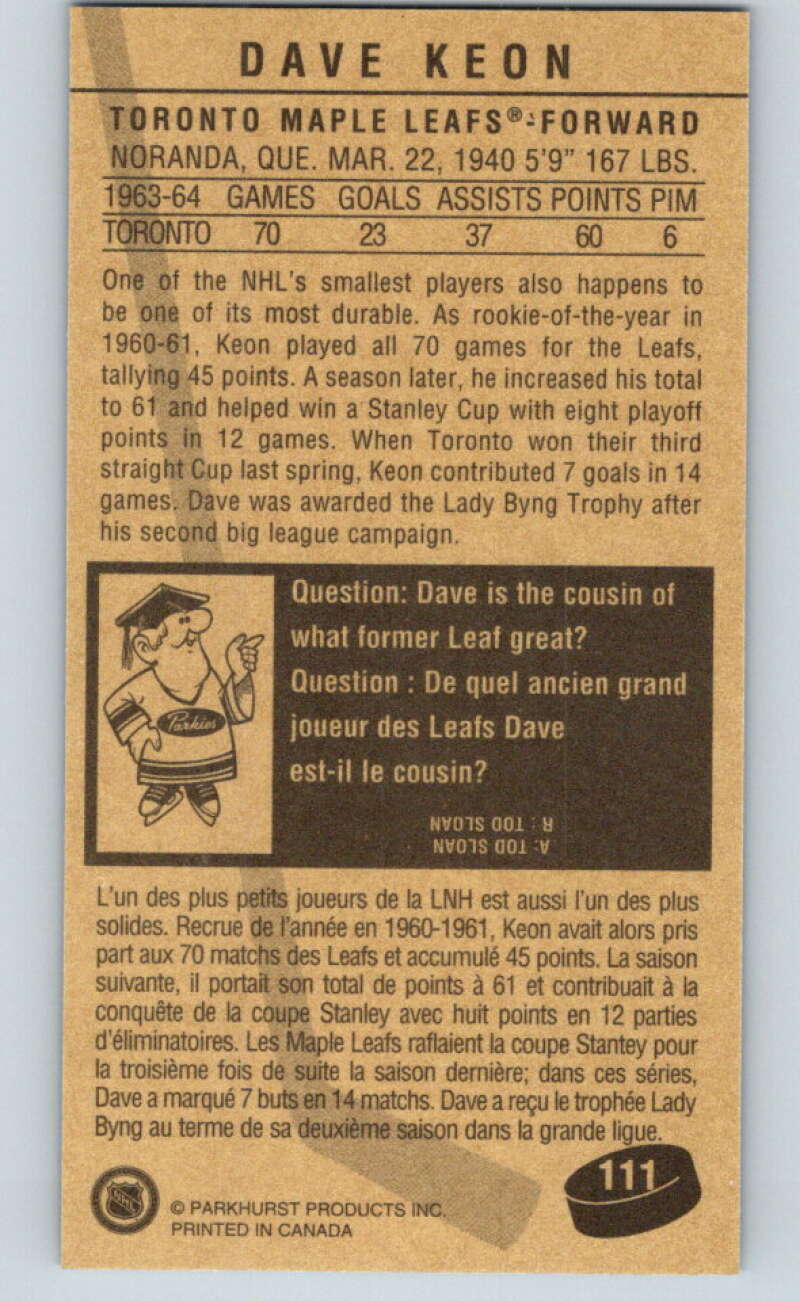 DAVE KEON
TORONTO MAPLE LEAFS®-FORWARD
NORANDA, QUE. MAR. 22, 1940 5'9" 167 LBS.
1963-64 GAMES GOALS ASSISTS POINTS PIM
TORONTO 70 23 37 60 6
One of the NHL's smallest players also happens to
be one of its most durable. As rookie-of-the-year in
1960-61, Keon played all 70 games for the Leafs,
tallying 45 points. A season later, he increased his total
to 61 and helped win a Stanley Cup with eight playoff
points in 12 games. When Toronto won their third
straight Cup last spring, Keon contributed 7 goals in 14
games. Dave was awarded the Lady Byng Trophy after
his second big league campaign.
Parkies
Question: Dave is the cousin of
what former Leaf great?
Question : De quel ancien grand
joueur des Leafs Dave
est-il le cousin?
A: TOD SLOAN
R : TOD SLOAN
L'un des plus petits joueurs de la LNH est aussi l'un des plus
solides. Recrue de l'année en 1960-1961, Keon avait alors pris
part aux 70 matchs des Leafs et accumulé 45 points. La saison
suivante, il portait son total de points à 61 et contribuait à la
conquête de la coupe Stanley avec huit points en 12 parties
d'éliminatoires. Les Maple Leafs raflaient la coupe Stantey pour
la troisième fois de suite la saison dernière; dans ces séries,
Dave a marqué 7 buts en 14 matchs. Dave a reçu le trophée Lady
Byng au terme de sa deuxième saison dans la grande ligue.
111
NHL
© PARKHURST PRODUCTS INC.
PRINTED IN CANADA